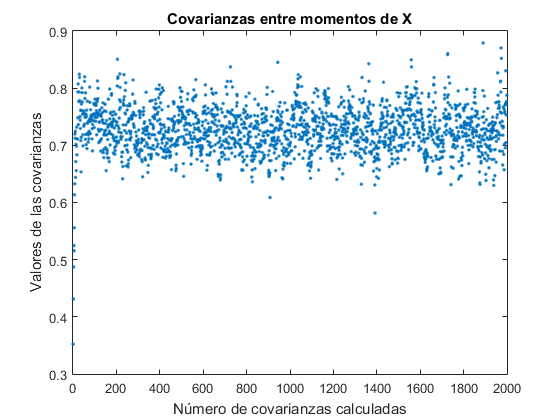 Covarianzas entre momentos de X
Valores de las covarianzas
0.9
0.8
0.7
0.6
0.5
0.4
0.3
0 200 400 600 800 1000 1200 1400 1600 1800 2000
Número de covarianzas calculadas